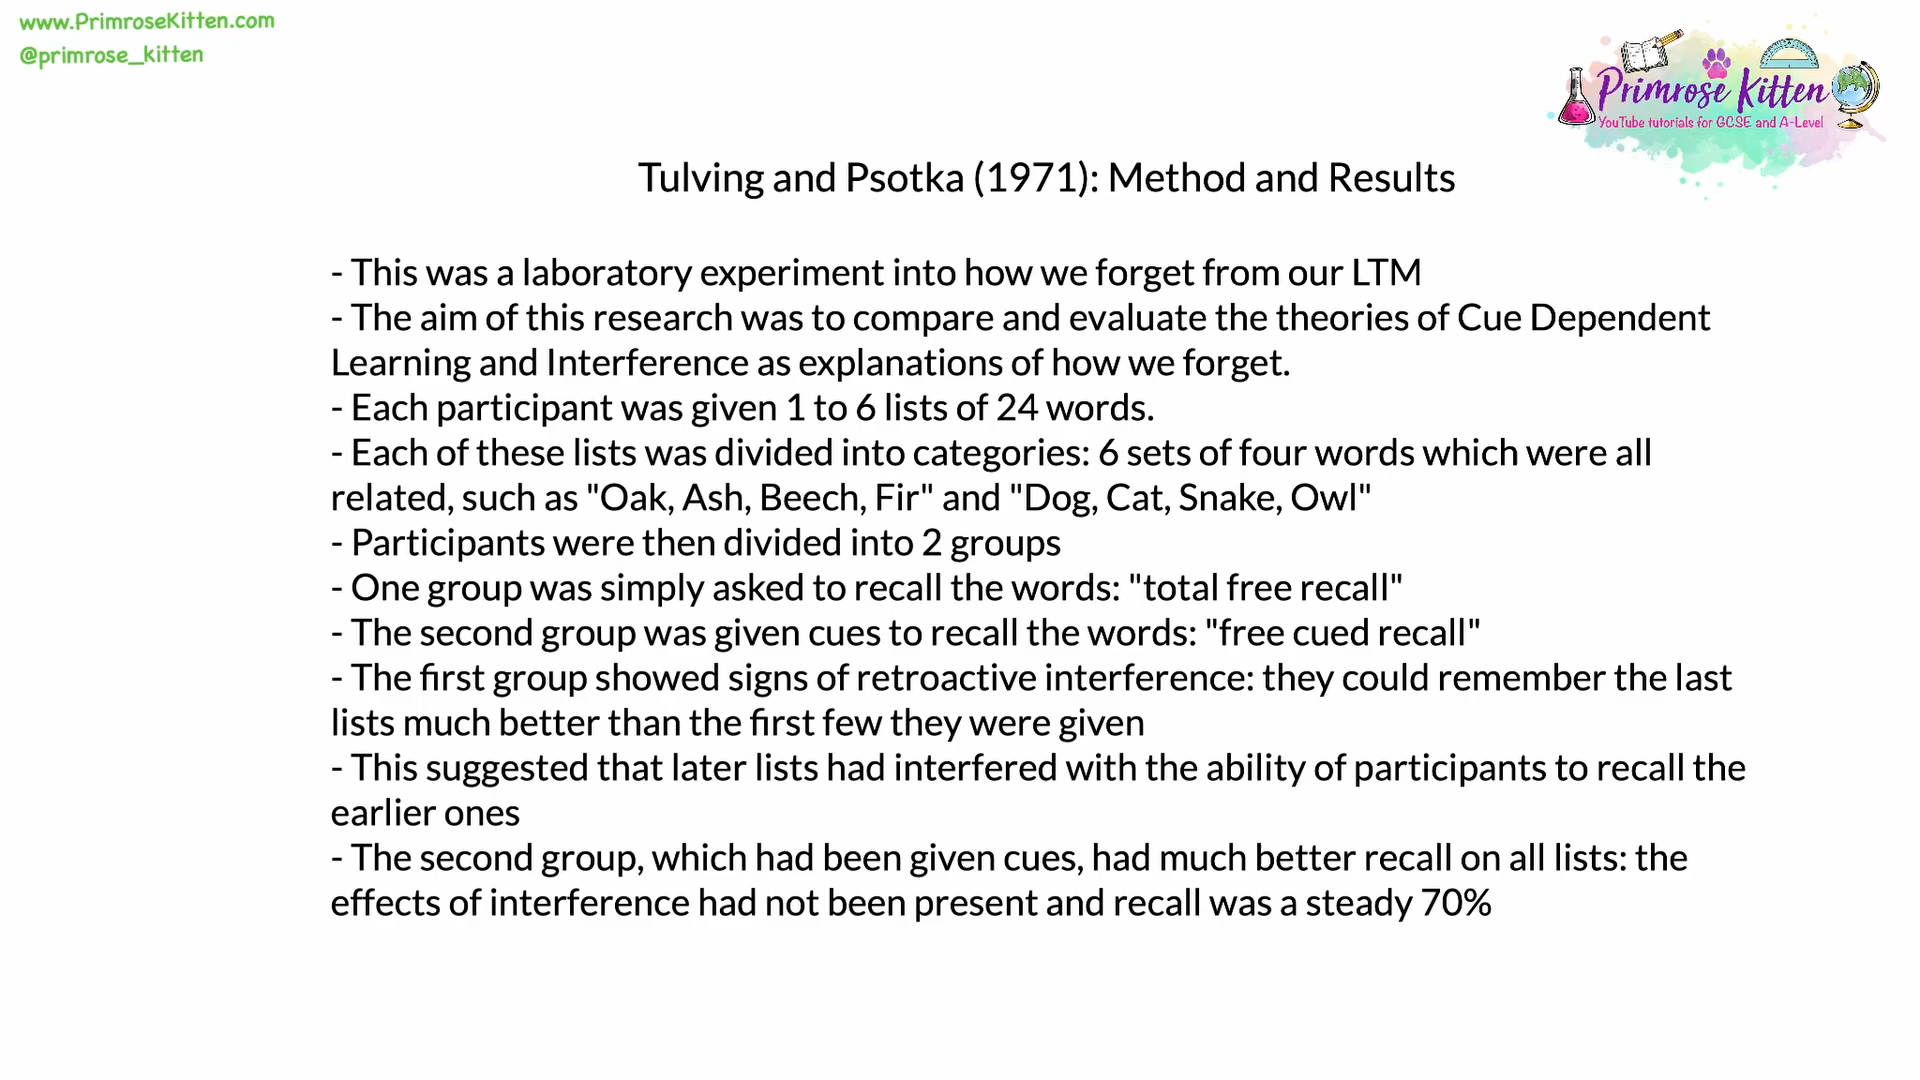 www.PrimroseKitten.com
@primrose_kitten
Primrose Kitten
YouTube tutorials for GCSE and A-Level
Tulving and Psotka (1971): Method and Results
- This was a laboratory experiment into how we forget from our LTM
- The aim of this research was to compare and evaluate the theories of Cue Dependent
Learning and Interference as explanations of how we forget.
- Each participant was given 1 to 6 lists of 24 words.
- Each of these lists was divided into categories: 6 sets of four words which were all
related, such as "Oak, Ash, Beech, Fir" and "Dog, Cat, Snake, Owl"
- Participants were then divided into 2 groups
- One group was simply asked to recall the words: "total free recall"
- The second group was given cues to recall the words: "free cued recall"
- The first group showed signs of retroactive interference: they could remember the last
lists much better than the first few they were given
- This suggested that later lists had interfered with the ability of participants to recall the
earlier ones
- The second group, which had been given cues, had much better recall on all lists: the
effects of interference had not been present and recall was a steady 70%